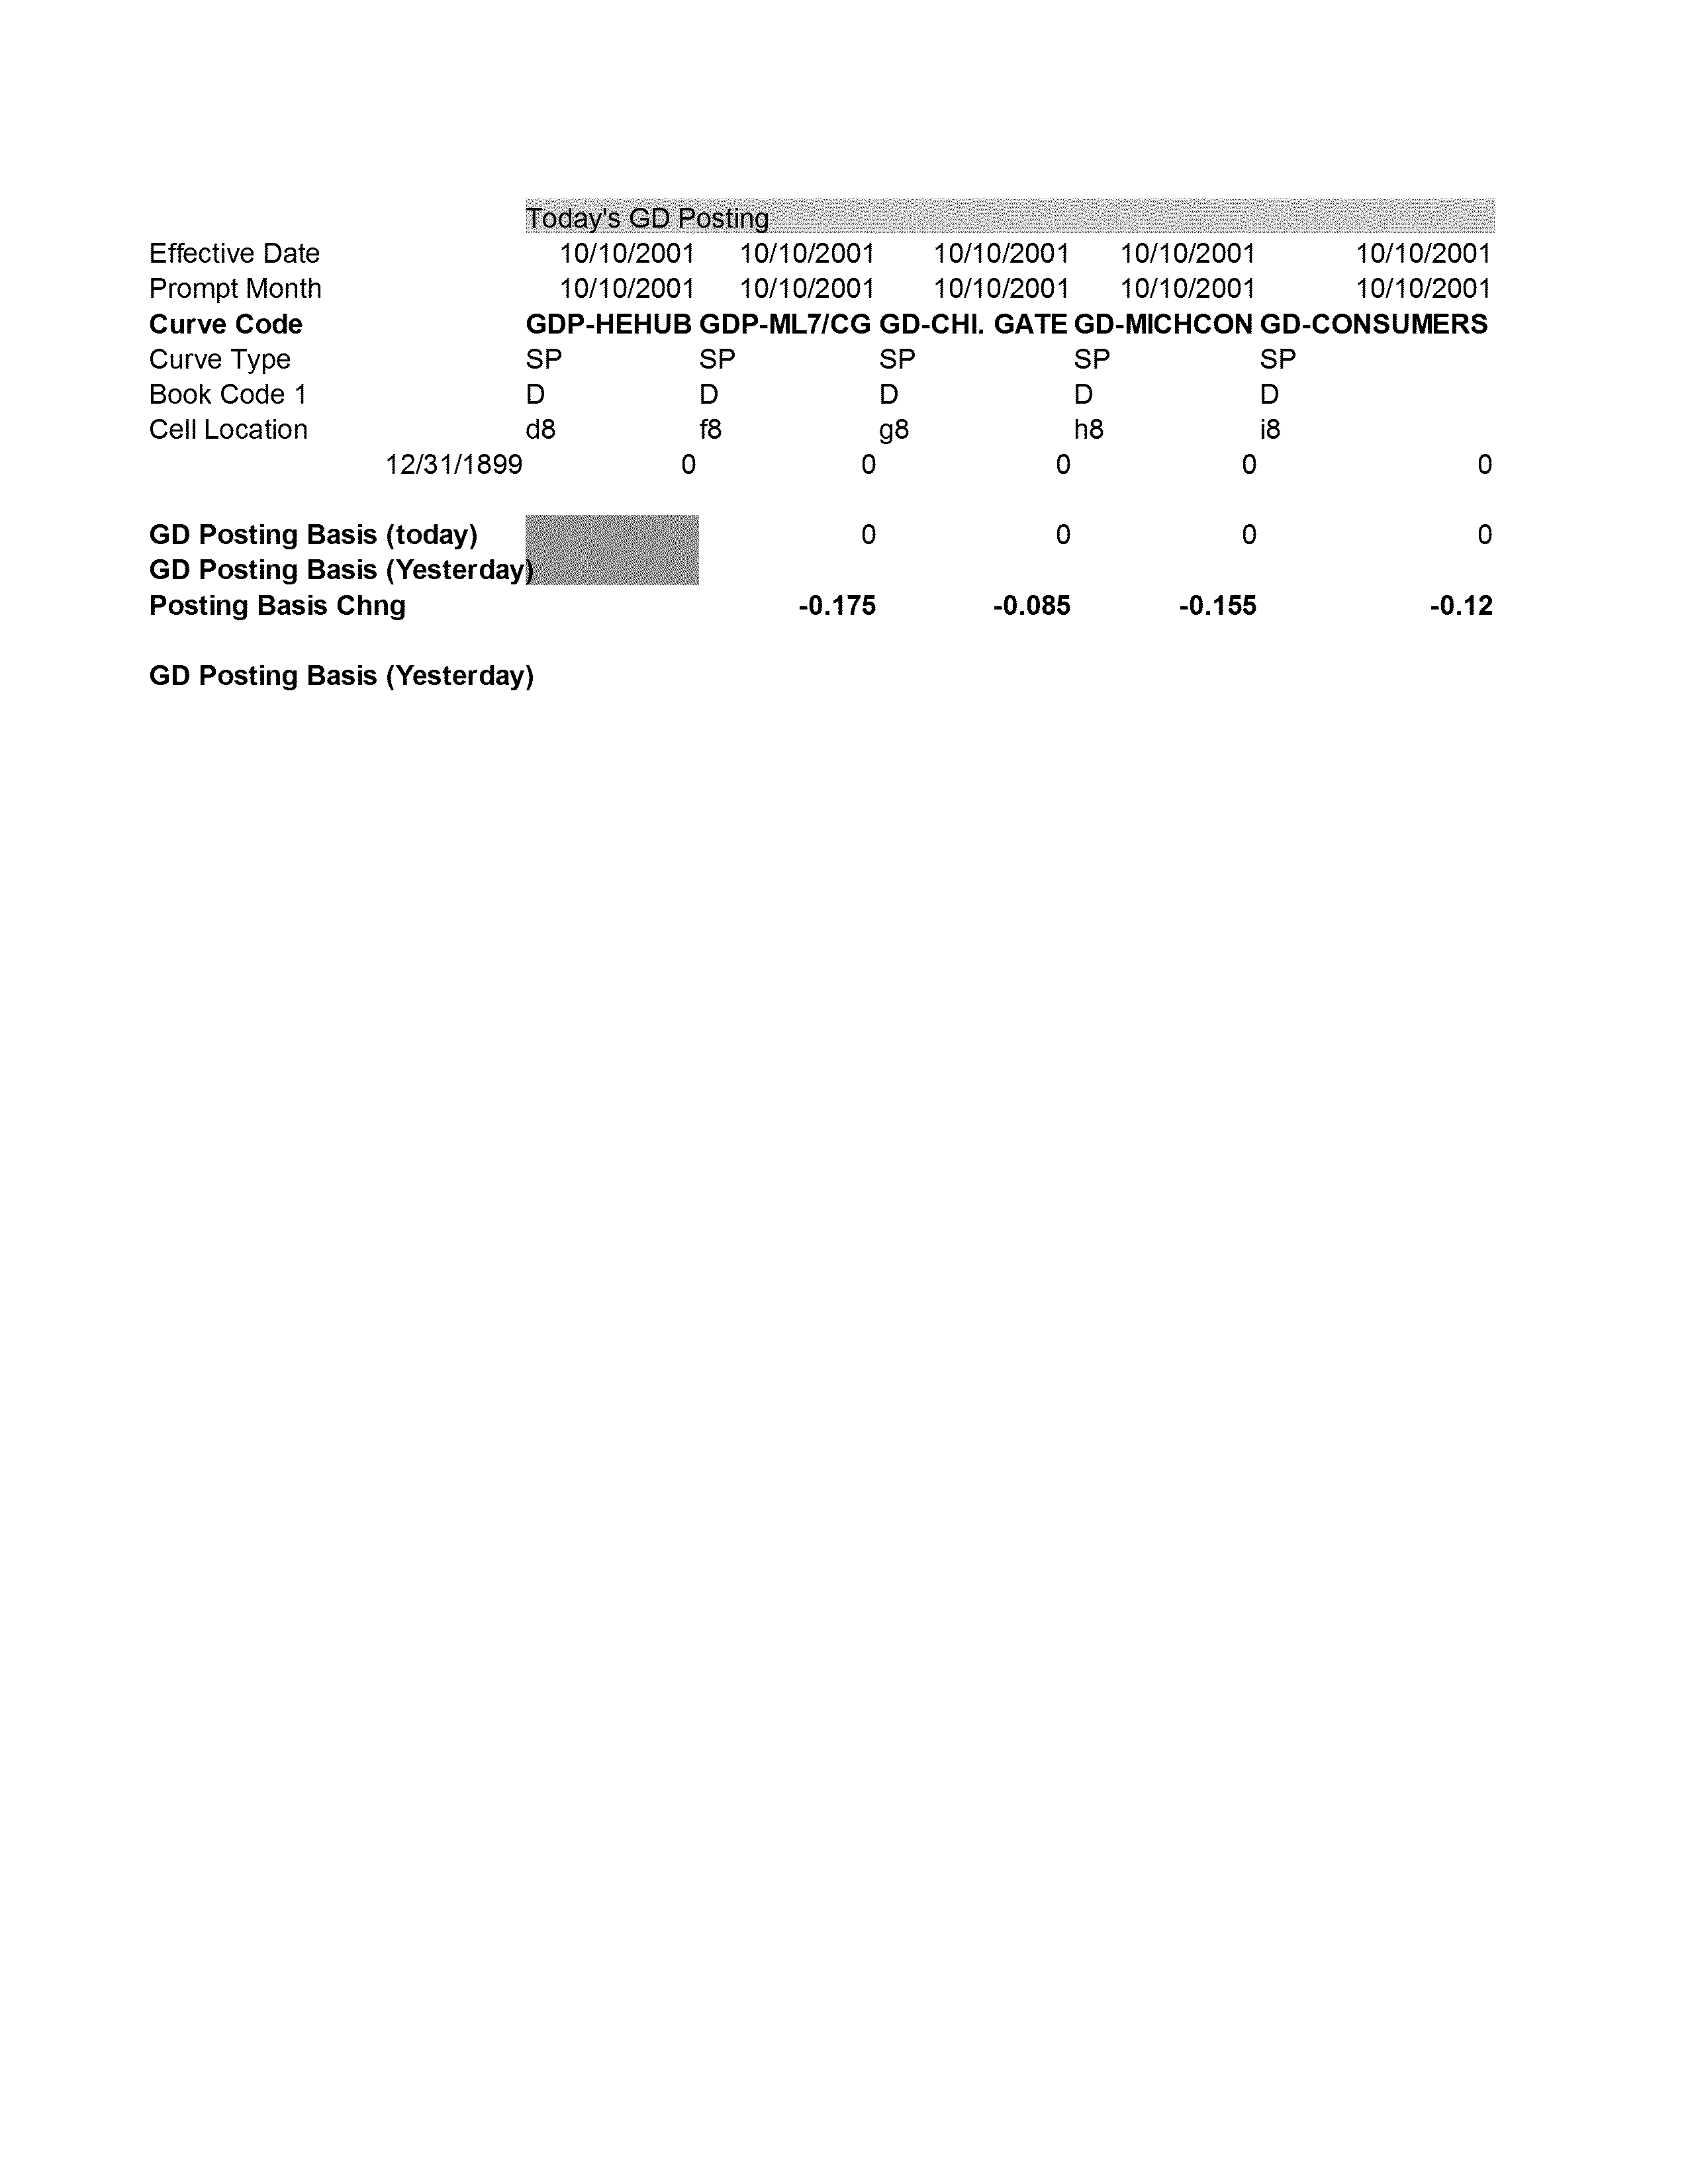 Today's GD Posting
Effective Date 10/10/2001 10/10/2001 10/10/2001 10/10/2001 10/10/2001
Prompt Month 10/10/2001 10/10/2001 10/10/2001 10/10/2001 10/10/2001
Curve Code GDP-HEHUB GDP-ML7/CG GD-CHI. GATE GD-MICHCON GD-CONSUMERS
Curve Type SP SP SP SP SP
Book Code 1 D D D D D
Cell Location d8 f8 g8 h8 i8
12/31/1899 0 0 0 0 0
GD Posting Basis (today) 0 0 0 0
GD Posting Basis (Yesterday)
Posting Basis Chng -0.175 -0.085 -0.155 -0.12
GD Posting Basis (Yesterday)